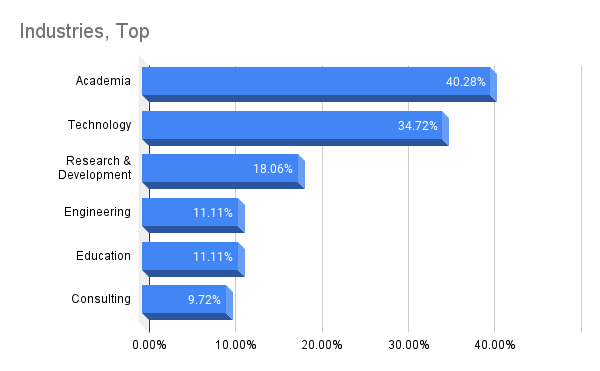 Industries, Top
Academia
40.28%
Technology
34.72%
Research &
Development
18.06%
Engineering
11.11%
Education
11.11%
Consulting
9.72%
0.00%
10.00%
20.00%
30.00%
40.00%